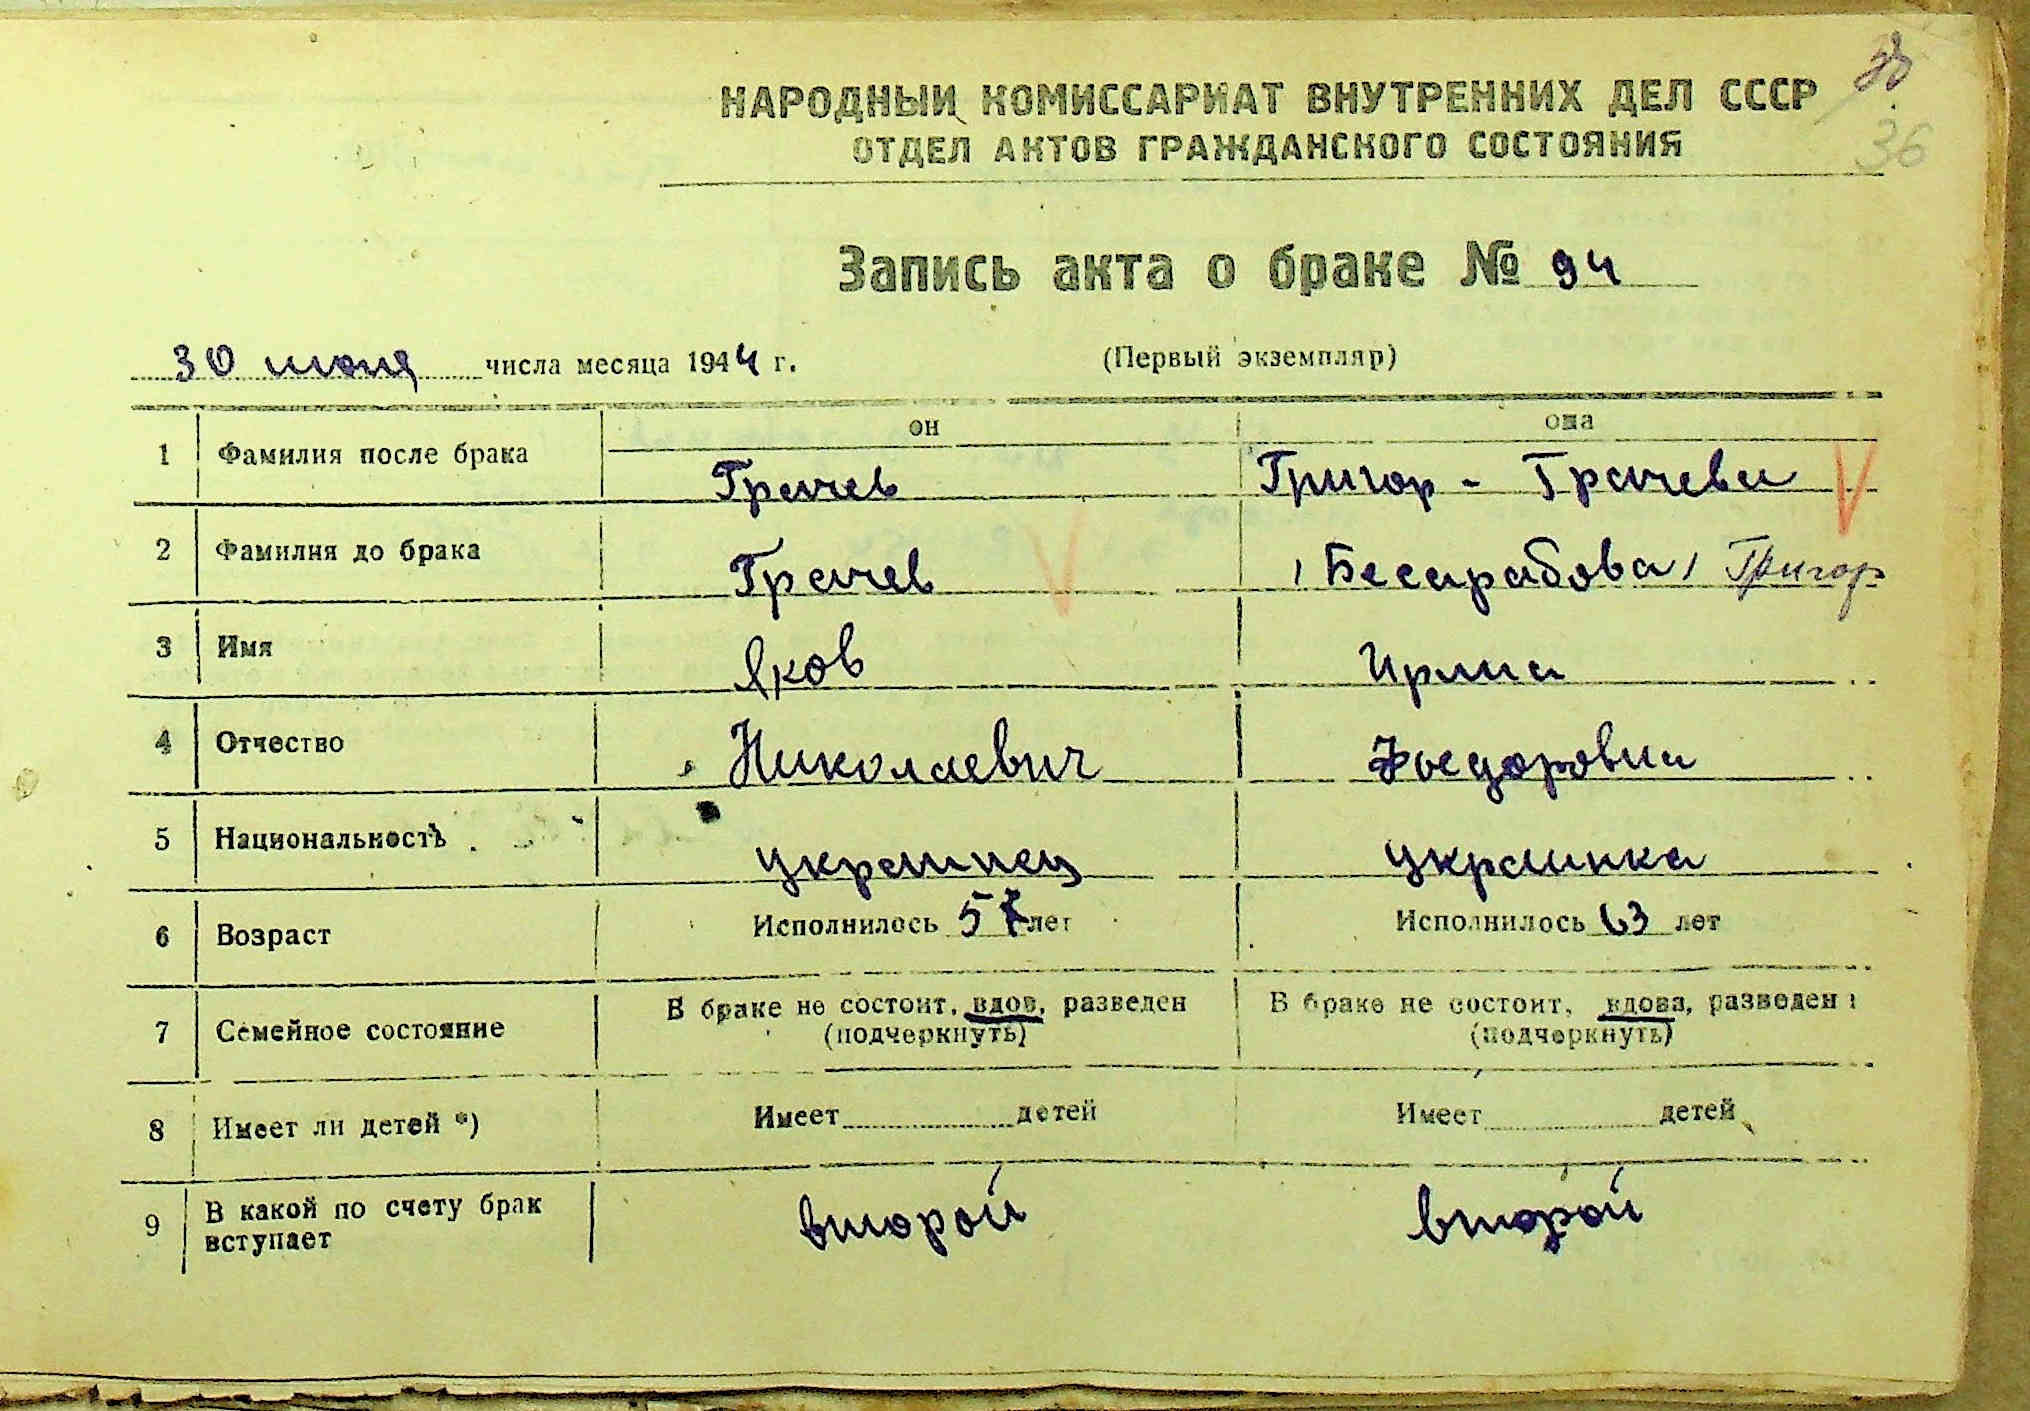 38
36
НАРОДНЫЙ КОМИССАРИАТ ВНУТРЕННИХ ДЕЛ СССР
ОТДЕЛ АКТОВ ГРАЖДАНСКОГО СОСТОЯНИЯ
Запись акта о браке № 94
30 июня числа месяца 1944 г. (Первый экземпляр)
он она
1 Фамилия после брака Грачев Григор - Грачева
2 Фамилия до брака Грачев (Бесарабова) Григор
3 Имя Яков Ирина
4 Отчество Николаевич Фьедоровна
5 Национальность украинец украинка
6 Возраст Исполнилось 57 лет Исполнилось 63 лет
7 Семейное состояние В браке не состоит, вдов, разведен (подчеркнуть) В браке не состоит, вдова, разведен (подчеркнуть)
8 Имеет ли детей *) Имеет детей Имеет детей
9 В какой по счету брак вступает второй второй